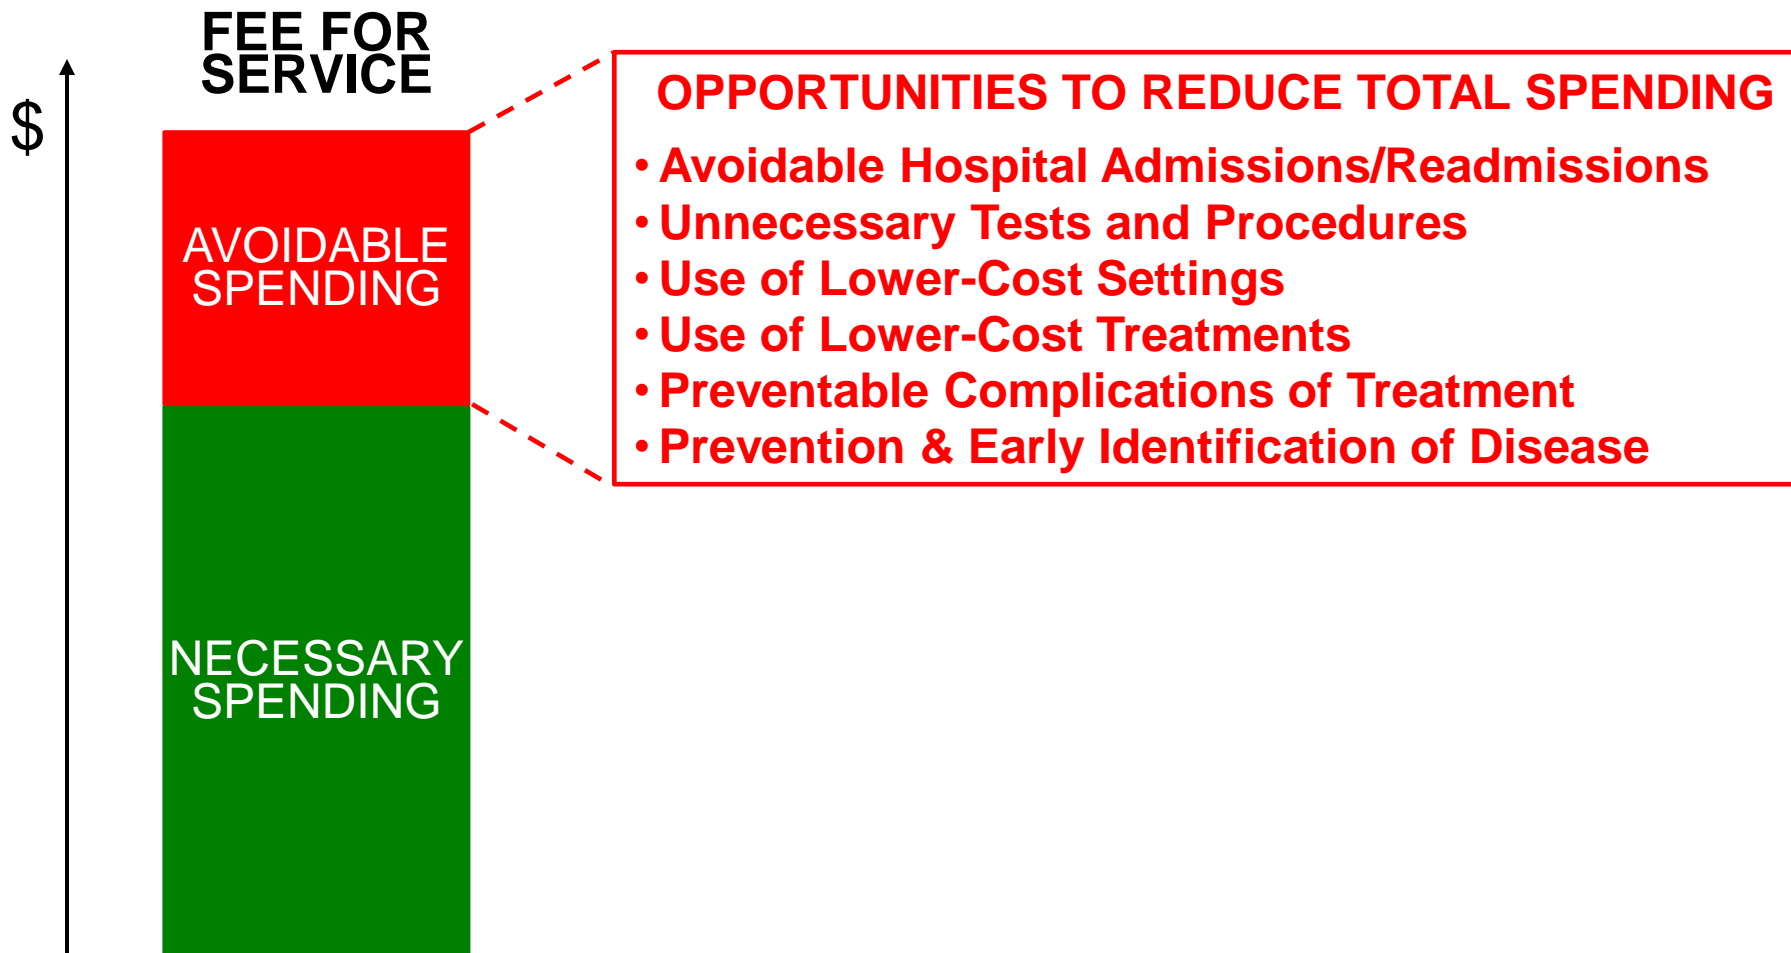 FEE FOR
SERVICE
$
AVOIDABLE
SPENDING
NECESSARY
SPENDING
OPPORTUNITIES TO REDUCE TOTAL SPENDING
• Avoidable Hospital Admissions/Readmissions
• Unnecessary Tests and Procedures
• Use of Lower-Cost Settings
• Use of Lower-Cost Treatments
• Preventable Complications of Treatment
• Prevention & Early Identification of Disease